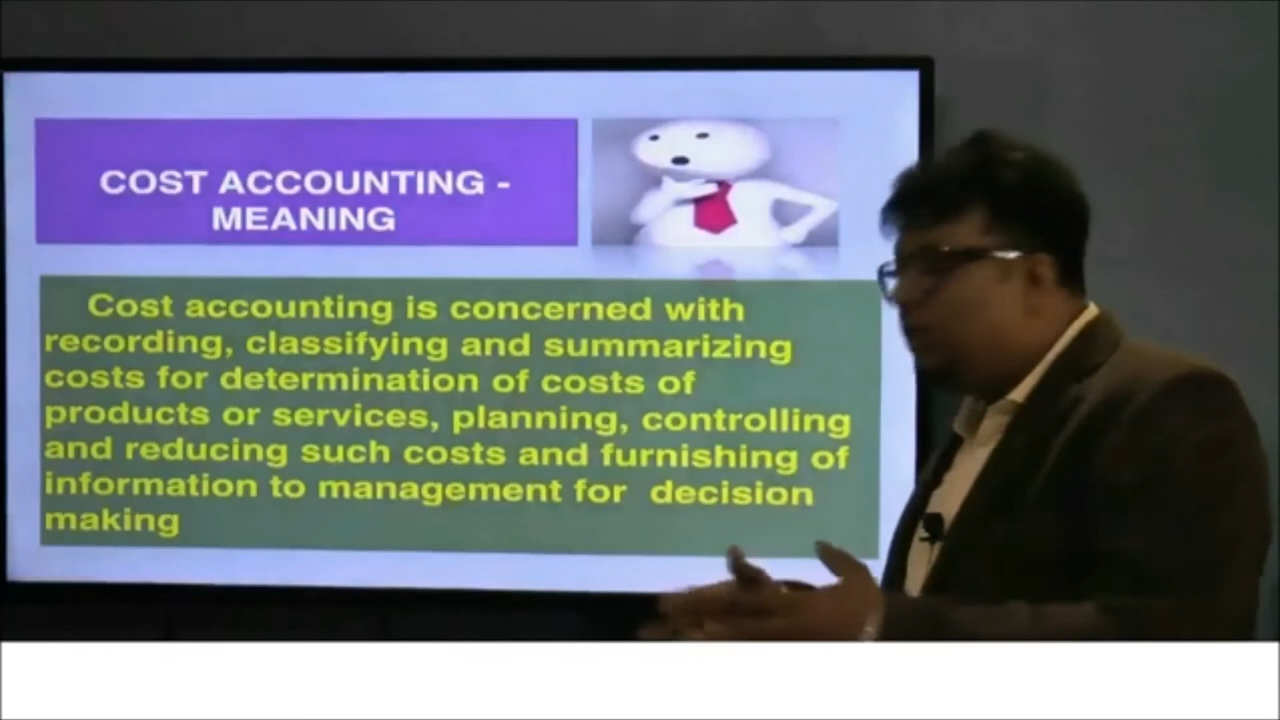 COST ACCOUNTING -
MEANING
Cost accounting is concerned with
recording, classifying and summarizing
costs for determination of costs of
products or services, planning, controlling
and reducing such costs and furnishing of
information to management for decision
making